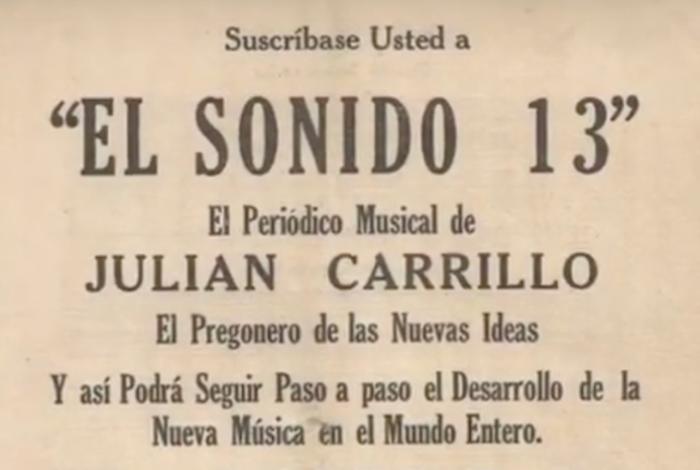 Suscríbase Usted a
“EL SONIDO 13”
El Periódico Musical de
JULIAN CARRILLO
El Pregonero de las Nuevas Ideas
Y así Podrá Seguir Paso a paso el Desarrollo de la
Nueva Música en el Mundo Entero.